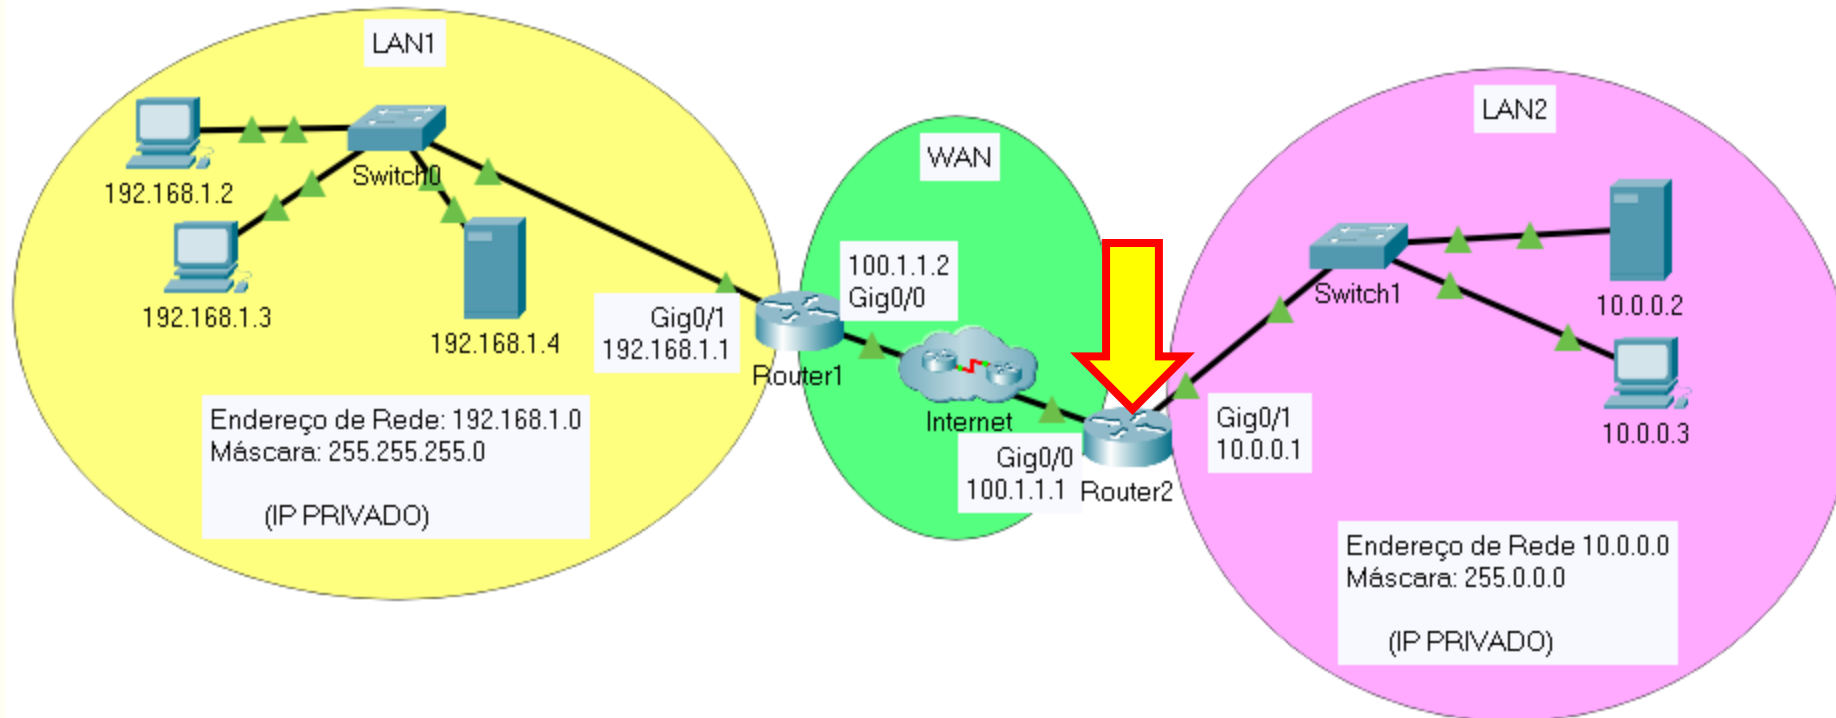 LAN1
Switch0
192.168.1.2
192.168.1.3
192.168.1.4
Gig0/1
192.168.1.1
Router1
Endereço de Rede: 192.168.1.0
Máscara: 255.255.255.0
(IP PRIVADO)
WAN
100.1.1.2
Gig0/0
Internet
Gig0/0
100.1.1.1
Router2
LAN2
Switch1
10.0.0.2
10.0.0.3
Gig0/1
10.0.0.1
Endereço de Rede 10.0.0.0
Máscara: 255.0.0.0
(IP PRIVADO)